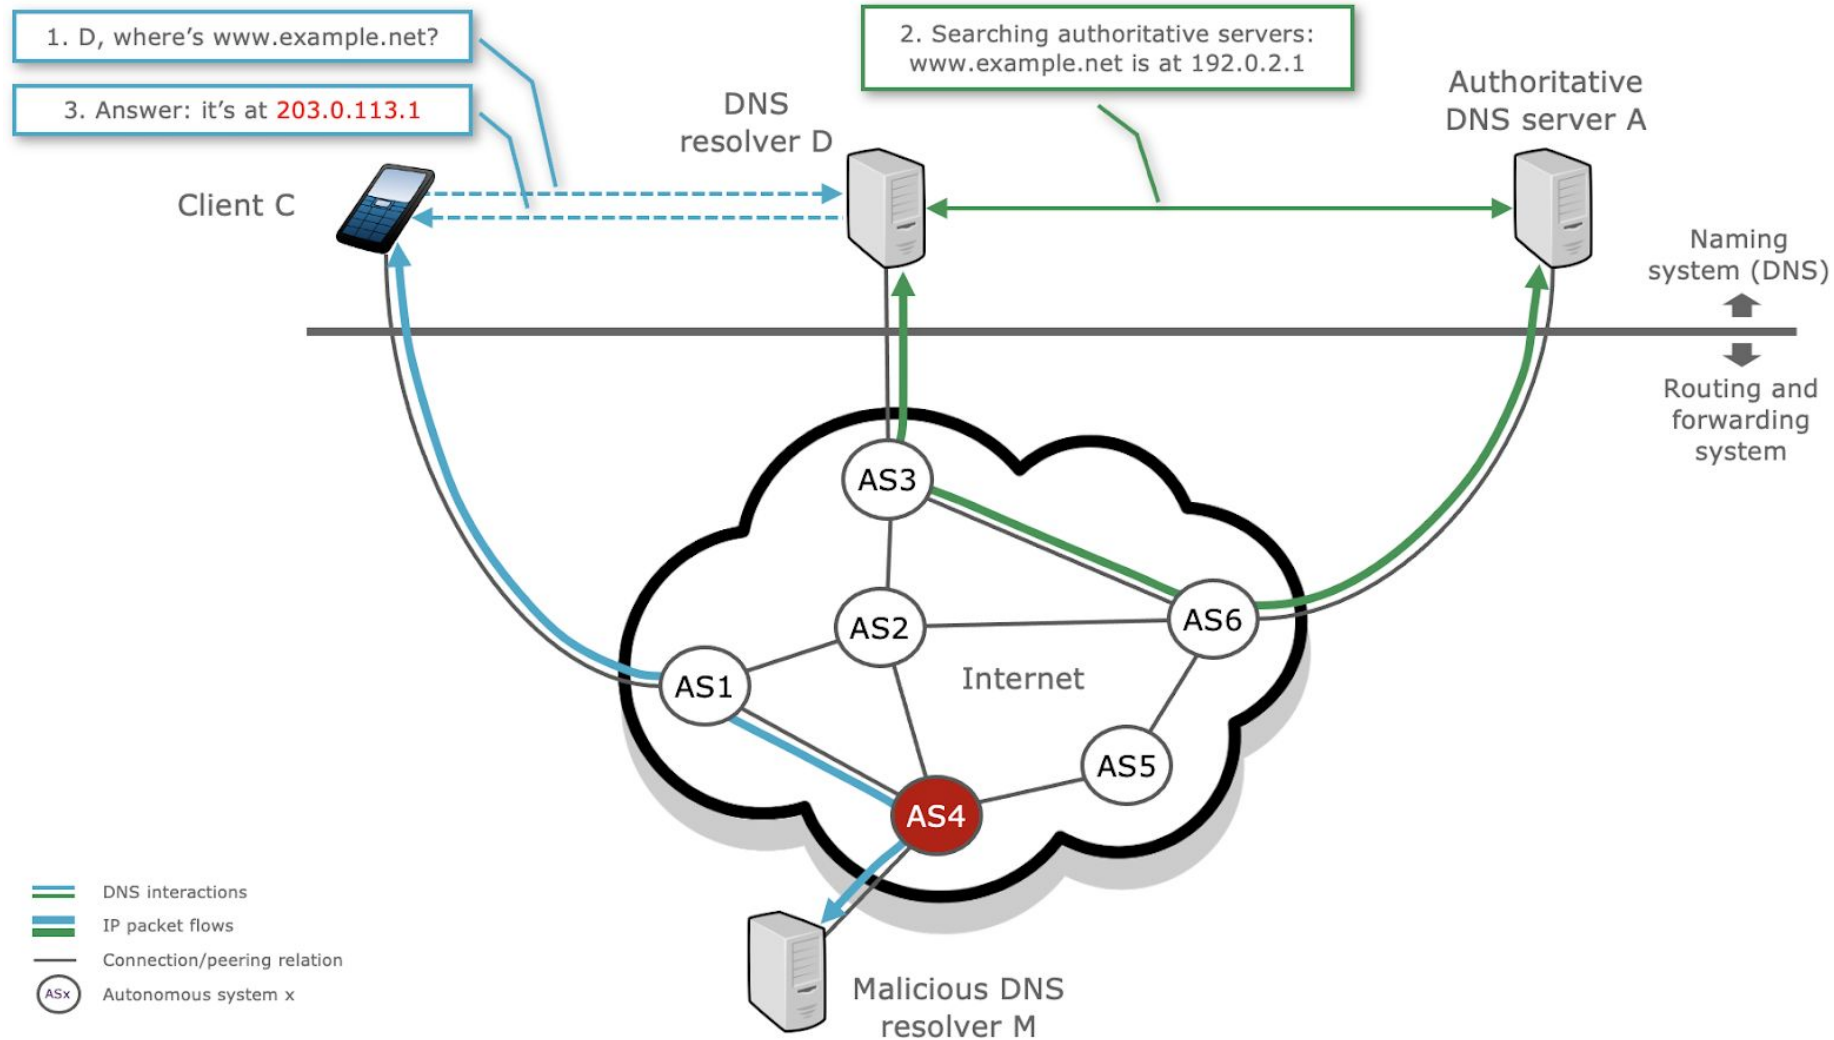 1. D, where’s www.example.net?
3. Answer: it’s at 203.0.113.1
2. Searching authoritative servers:
www.example.net is at 192.0.2.1
DNS
resolver D
Authoritative
DNS server A
Client C
Naming
system (DNS)
Routing and
forwarding
system
AS3
AS2
AS6
Internet
AS1
AS5
AS4
DNS interactions
IP packet flows
Connection/peering relation
ASx
Autonomous system x
Malicious DNS
resolver M